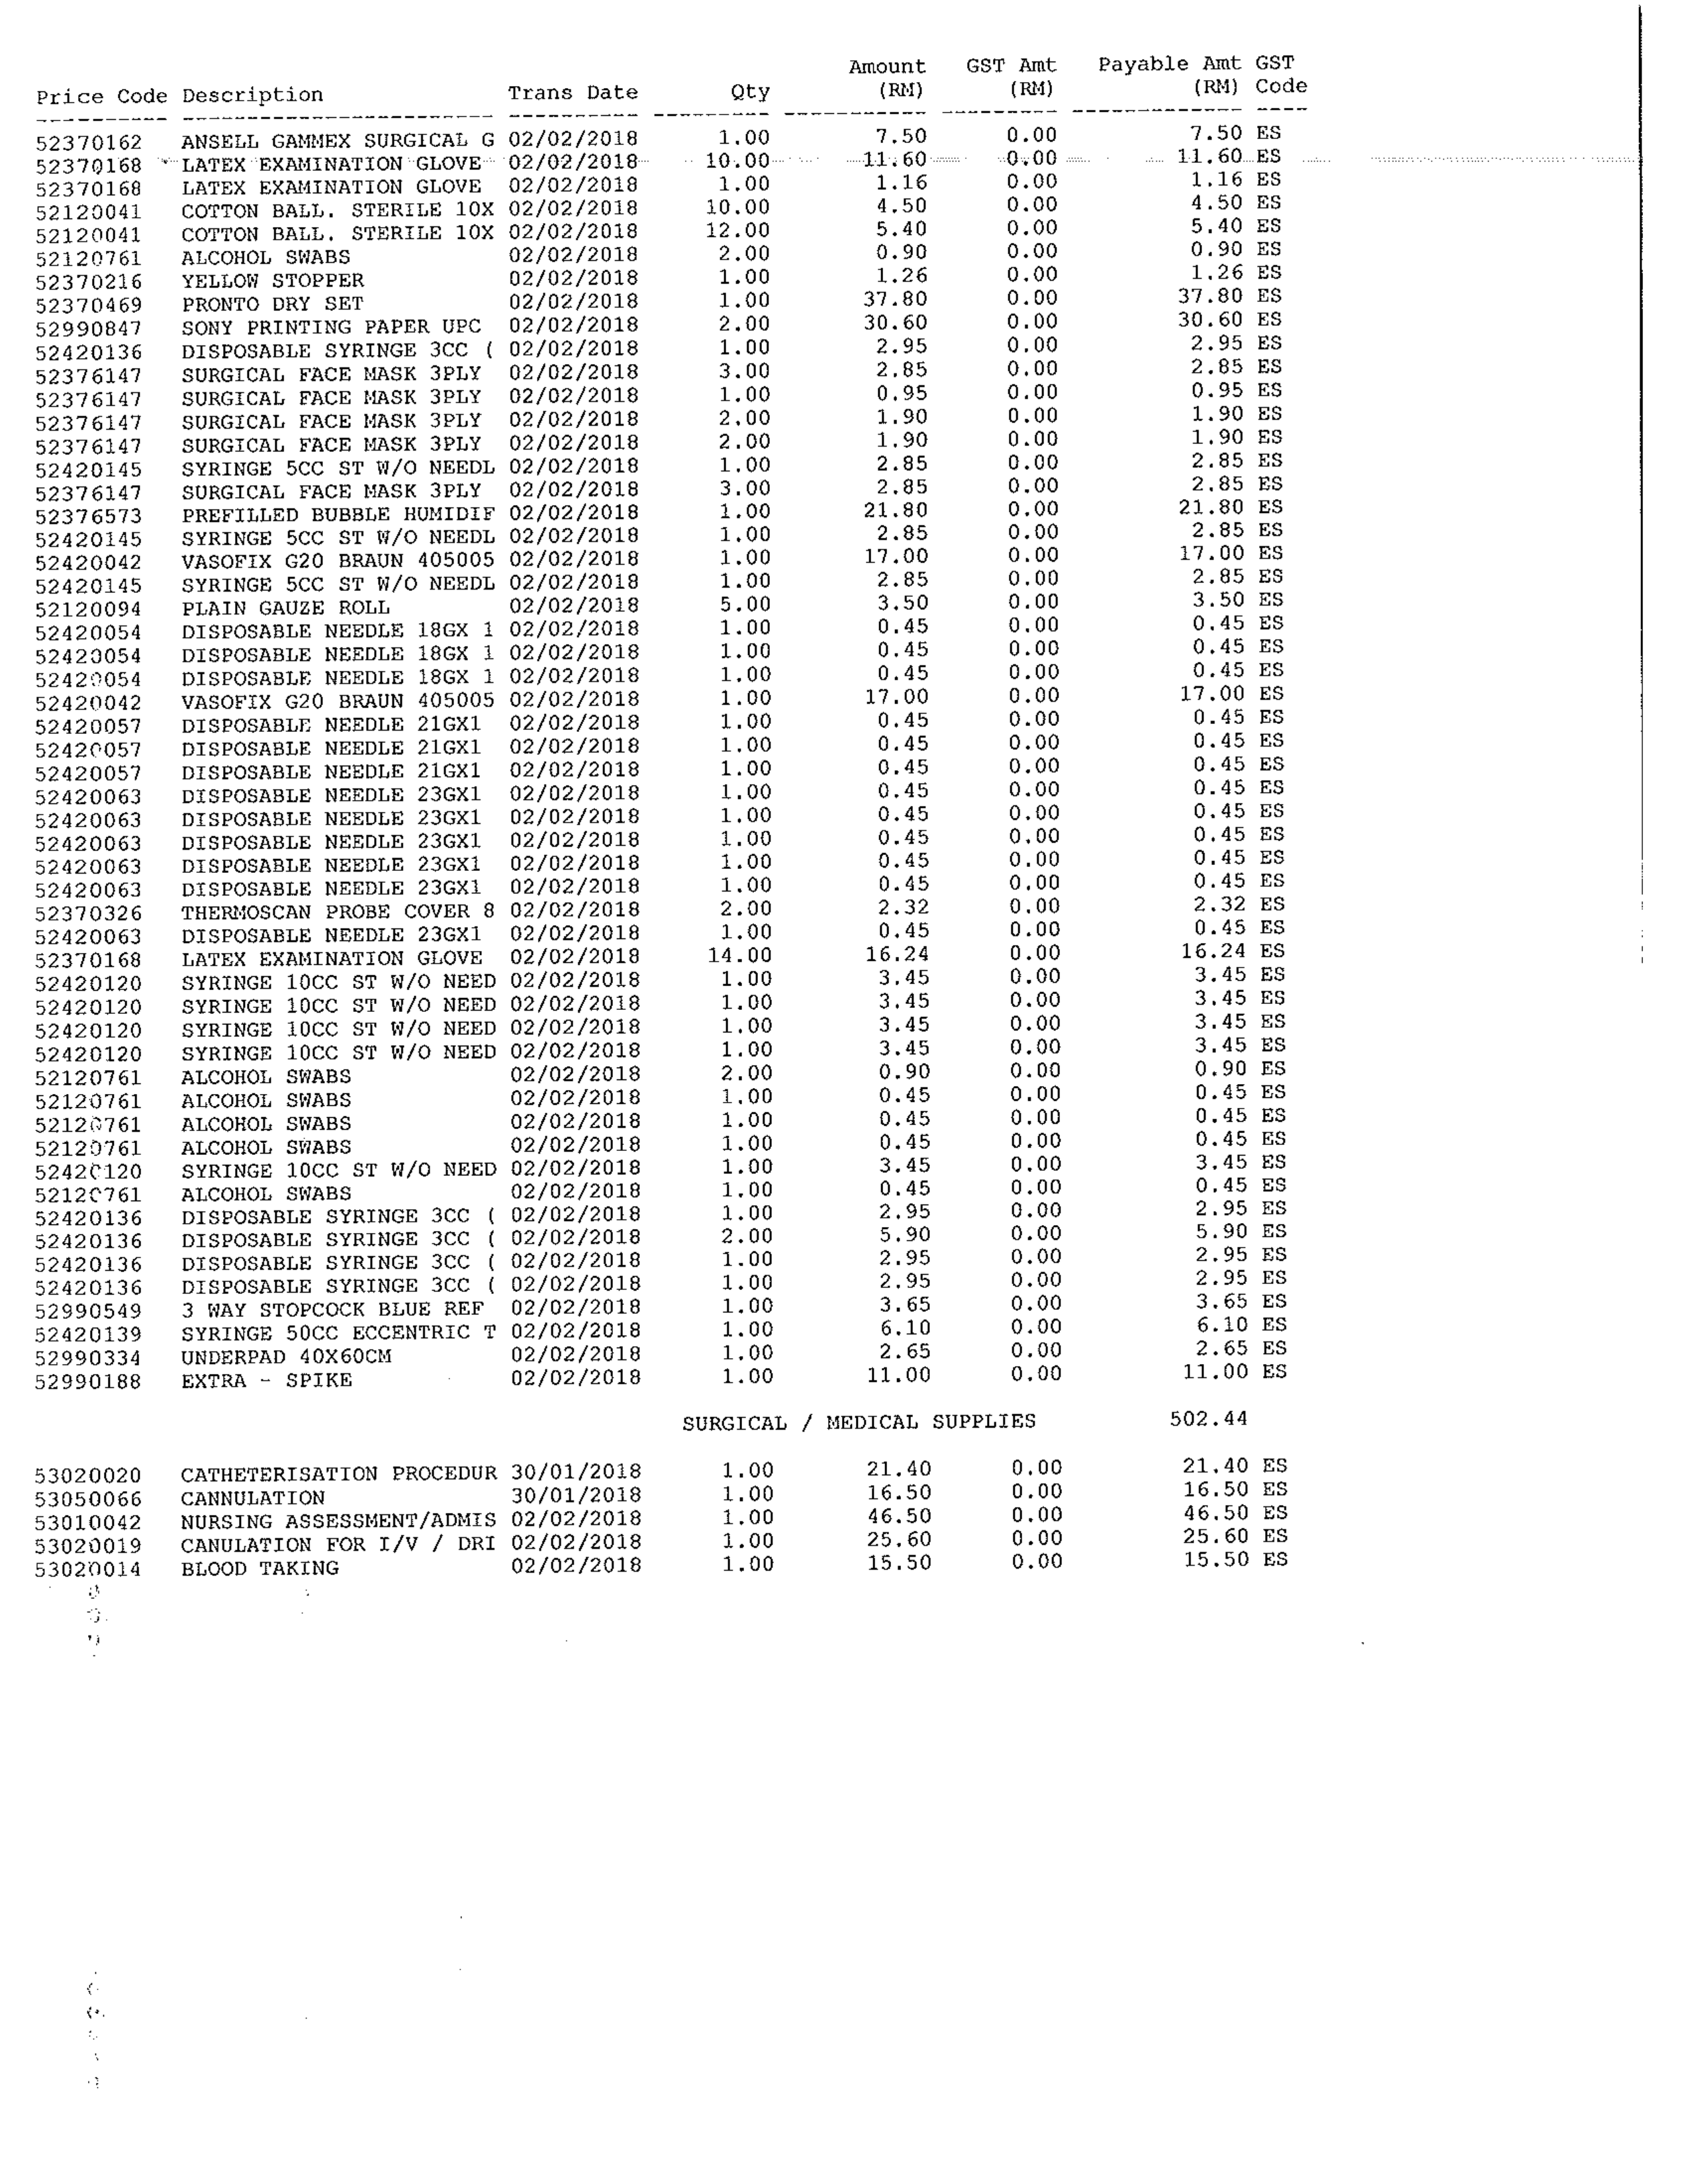 Amount GST Amt Payable Amt GST
Price Code Description Trans Date Qty (RM) (RM) (RM) Code
52370162 ANSELL GAMMEX SURGICAL G 02/02/2018 1.00 7.50 0.00 7.50 ES
52370168 LATEX EXAMINATION GLOVE 02/02/2018 10.00 11.60 0.00 11.60 ES
52370168 LATEX EXAMINATION GLOVE 02/02/2018 1.00 1.16 0.00 1.16 ES
52120041 COTTON BALL. STERILE 10X 02/02/2018 10.00 4.50 0.00 4.50 ES
52120041 COTTON BALL. STERILE 10X 02/02/2018 12.00 5.40 0.00 5.40 ES
52120761 ALCOHOL SWABS 02/02/2018 2.00 0.90 0.00 0.90 ES
52370216 YELLOW STOPPER 02/02/2018 1.00 1.26 0.00 1.26 ES
52370469 PRONTO DRY SET 02/02/2018 1.00 37.80 0.00 37.80 ES
52990847 SONY PRINTING PAPER UPC 02/02/2018 2.00 30.60 0.00 30.60 ES
52420136 DISPOSABLE SYRINGE 3CC ( 02/02/2018 1.00 2.95 0.00 2.95 ES
52376147 SURGICAL FACE MASK 3PLY 02/02/2018 3.00 2.85 0.00 2.85 ES
52376147 SURGICAL FACE MASK 3PLY 02/02/2018 1.00 0.95 0.00 0.95 ES
52376147 SURGICAL FACE MASK 3PLY 02/02/2018 2.00 1.90 0.00 1.90 ES
52376147 SURGICAL FACE MASK 3PLY 02/02/2018 2.00 1.90 0.00 1.90 ES
52420145 SYRINGE 5CC ST W/O NEEDL 02/02/2018 1.00 2.85 0.00 2.85 ES
52376147 SURGICAL FACE MASK 3PLY 02/02/2018 3.00 2.85 0.00 2.85 ES
52376573 PREFILLED BUBBLE HUMIDIF 02/02/2018 1.00 21.80 0.00 21.80 ES
52420145 SYRINGE 5CC ST W/O NEEDL 02/02/2018 1.00 2.85 0.00 2.85 ES
52420042 VASOFIX G20 BRAUN 405005 02/02/2018 1.00 17.00 0.00 17.00 ES
52420145 SYRINGE 5CC ST W/O NEEDL 02/02/2018 1.00 2.85 0.00 2.85 ES
52120094 PLAIN GAUZE ROLL 02/02/2018 5.00 3.50 0.00 3.50 ES
52420054 DISPOSABLE NEEDLE 18GX 1 02/02/2018 1.00 0.45 0.00 0.45 ES
52420054 DISPOSABLE NEEDLE 18GX 1 02/02/2018 1.00 0.45 0.00 0.45 ES
52420054 DISPOSABLE NEEDLE 18GX 1 02/02/2018 1.00 0.45 0.00 0.45 ES
52420042 VASOFIX G20 BRAUN 405005 02/02/2018 1.00 17.00 0.00 17.00 ES
52420057 DISPOSABLE NEEDLE 21GX1 02/02/2018 1.00 0.45 0.00 0.45 ES
52420057 DISPOSABLE NEEDLE 21GX1 02/02/2018 1.00 0.45 0.00 0.45 ES
52420057 DISPOSABLE NEEDLE 21GX1 02/02/2018 1.00 0.45 0.00 0.45 ES
52420063 DISPOSABLE NEEDLE 23GX1 02/02/2018 1.00 0.45 0.00 0.45 ES
52420063 DISPOSABLE NEEDLE 23GX1 02/02/2018 1.00 0.45 0.00 0.45 ES
52420063 DISPOSABLE NEEDLE 23GX1 02/02/2018 1.00 0.45 0.00 0.45 ES
52420063 DISPOSABLE NEEDLE 23GX1 02/02/2018 1.00 0.45 0.00 0.45 ES
52420063 DISPOSABLE NEEDLE 23GX1 02/02/2018 1.00 0.45 0.00 0.45 ES
52370326 THERMOSCAN PROBE COVER 8 02/02/2018 2.00 2.32 0.00 2.32 ES
52420063 DISPOSABLE NEEDLE 23GX1 02/02/2018 1.00 0.45 0.00 0.45 ES
52370168 LATEX EXAMINATION GLOVE 02/02/2018 14.00 16.24 0.00 16.24 ES
52420120 SYRINGE 10CC ST W/O NEED 02/02/2018 1.00 3.45 0.00 3.45 ES
52420120 SYRINGE 10CC ST W/O NEED 02/02/2018 1.00 3.45 0.00 3.45 ES
52420120 SYRINGE 10CC ST W/O NEED 02/02/2018 1.00 3.45 0.00 3.45 ES
52420120 SYRINGE 10CC ST W/O NEED 02/02/2018 1.00 3.45 0.00 3.45 ES
52120761 ALCOHOL SWABS 02/02/2018 2.00 0.90 0.00 0.90 ES
52120761 ALCOHOL SWABS 02/02/2018 1.00 0.45 0.00 0.45 ES
52120761 ALCOHOL SWABS 02/02/2018 1.00 0.45 0.00 0.45 ES
52120761 ALCOHOL SWABS 02/02/2018 1.00 0.45 0.00 0.45 ES
52420120 SYRINGE 10CC ST W/O NEED 02/02/2018 1.00 3.45 0.00 3.45 ES
52120761 ALCOHOL SWABS 02/02/2018 1.00 0.45 0.00 0.45 ES
52420136 DISPOSABLE SYRINGE 3CC ( 02/02/2018 1.00 2.95 0.00 2.95 ES
52420136 DISPOSABLE SYRINGE 3CC ( 02/02/2018 2.00 5.90 0.00 5.90 ES
52420136 DISPOSABLE SYRINGE 3CC ( 02/02/2018 1.00 2.95 0.00 2.95 ES
52420136 DISPOSABLE SYRINGE 3CC ( 02/02/2018 1.00 2.95 0.00 2.95 ES
52990549 3 WAY STOPCOCK BLUE REF 02/02/2018 1.00 3.65 0.00 3.65 ES
52420139 SYRINGE 50CC ECCENTRIC T 02/02/2018 1.00 6.10 0.00 6.10 ES
52990334 UNDERPAD 40X60CM 02/02/2018 1.00 2.65 0.00 2.65 ES
52990188 EXTRA - SPIKE 02/02/2018 1.00 11.00 0.00 11.00 ES
SURGICAL / MEDICAL SUPPLIES 502.44
53020020 CATHETERISATION PROCEDUR 30/01/2018 1.00 21.40 0.00 21.40 ES
53050066 CANNULATION 30/01/2018 1.00 16.50 0.00 16.50 ES
53010042 NURSING ASSESSMENT/ADMIS 02/02/2018 1.00 46.50 0.00 46.50 ES
53020019 CANULATION FOR I/V / DRI 02/02/2018 1.00 25.60 0.00 25.60 ES
53020014 BLOOD TAKING 02/02/2018 1.00 15.50 0.00 15.50 ES